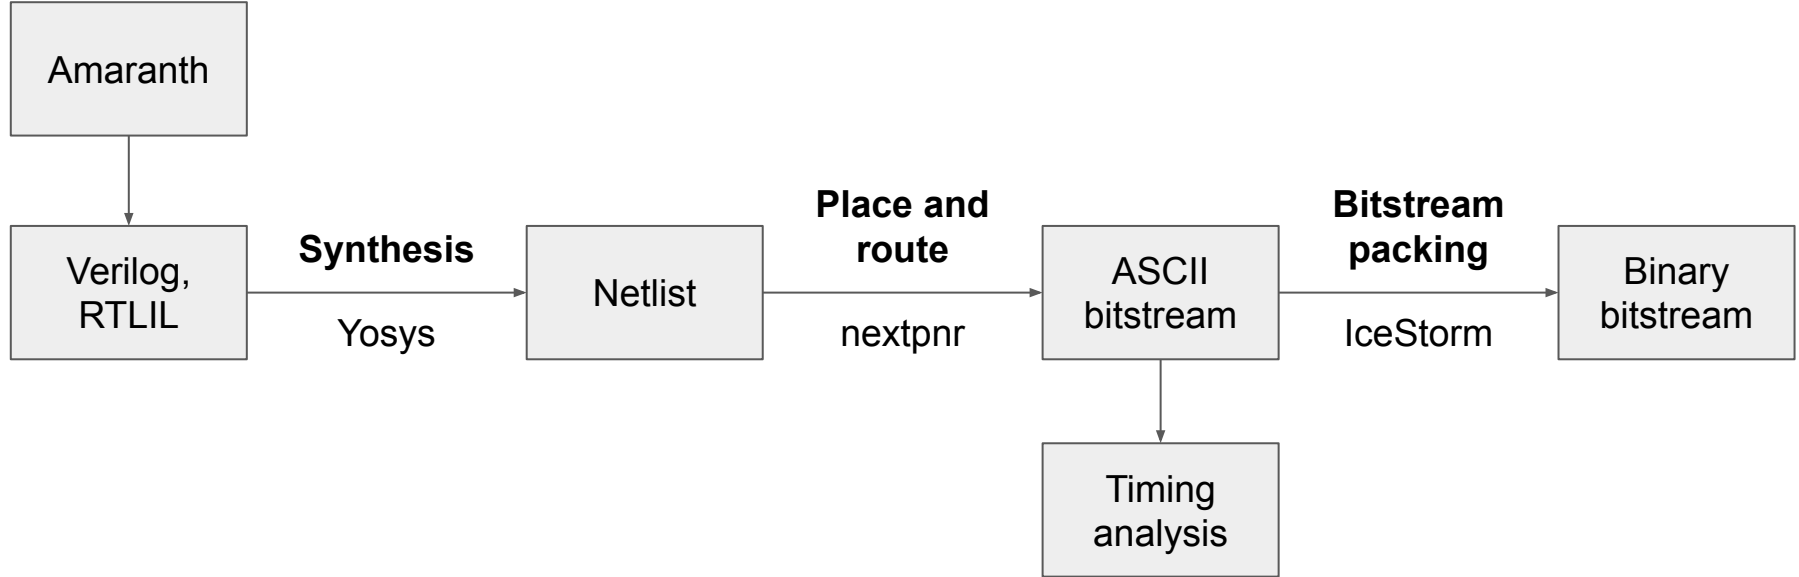 Amaranth
Verilog,
RTLIL
Synthesis
Yosys
Netlist
Place and
route
nextpnr
ASCII
bitstream
Bitstream
packing
IceStorm
Binary
bitstream
Timing
analysis